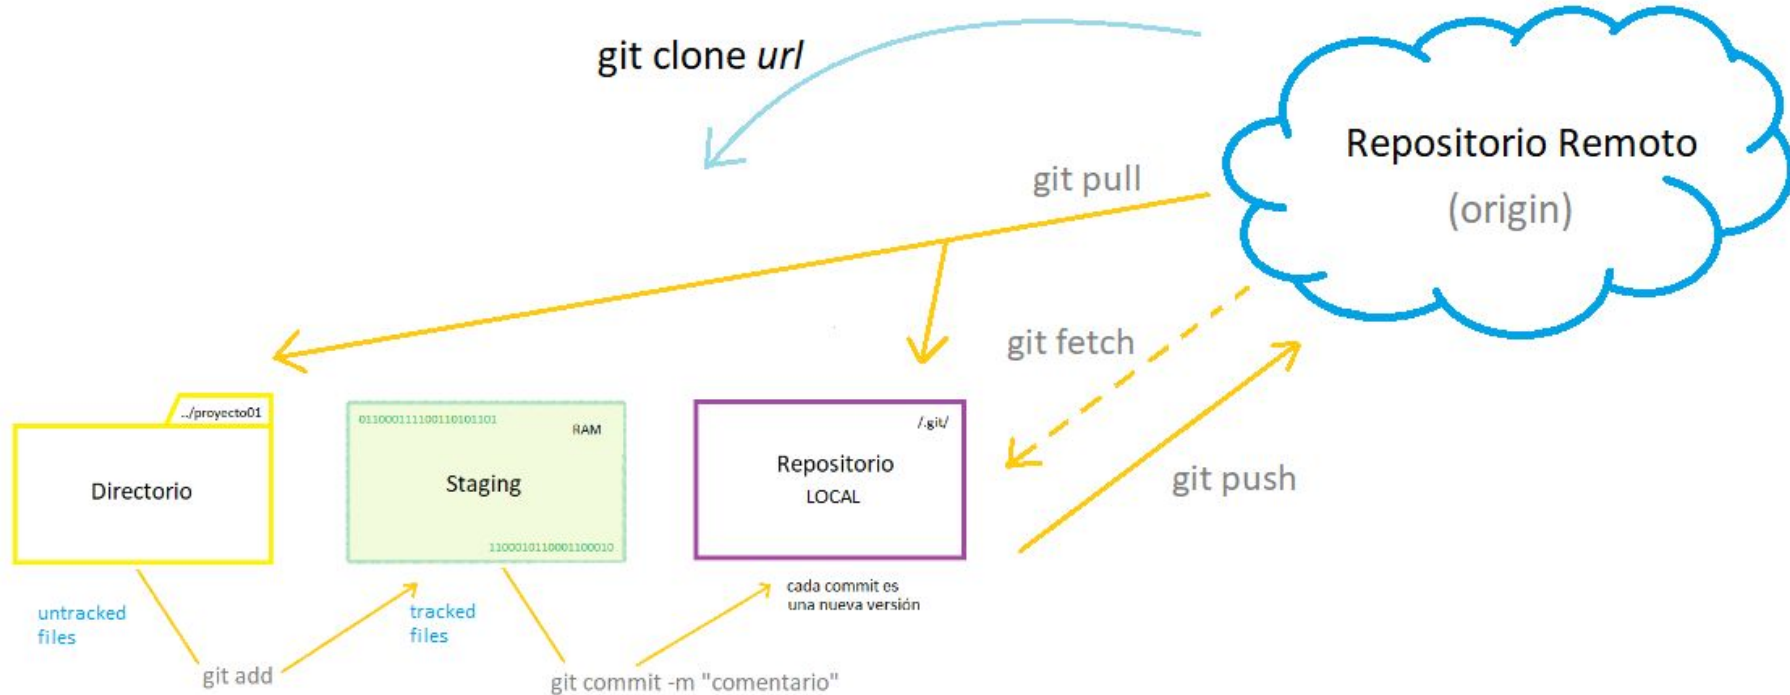 git clone url
Repositorio Remoto
(origin)
git pull
git fetch
git push
../proyecto01
Directorio
011000111100110101101
RAM
Staging
1100010110001100010
/.git/
Repositorio
LOCAL
untracked
files
git add
tracked
files
git commit -m "comentario"
cada commit es
una nueva versión